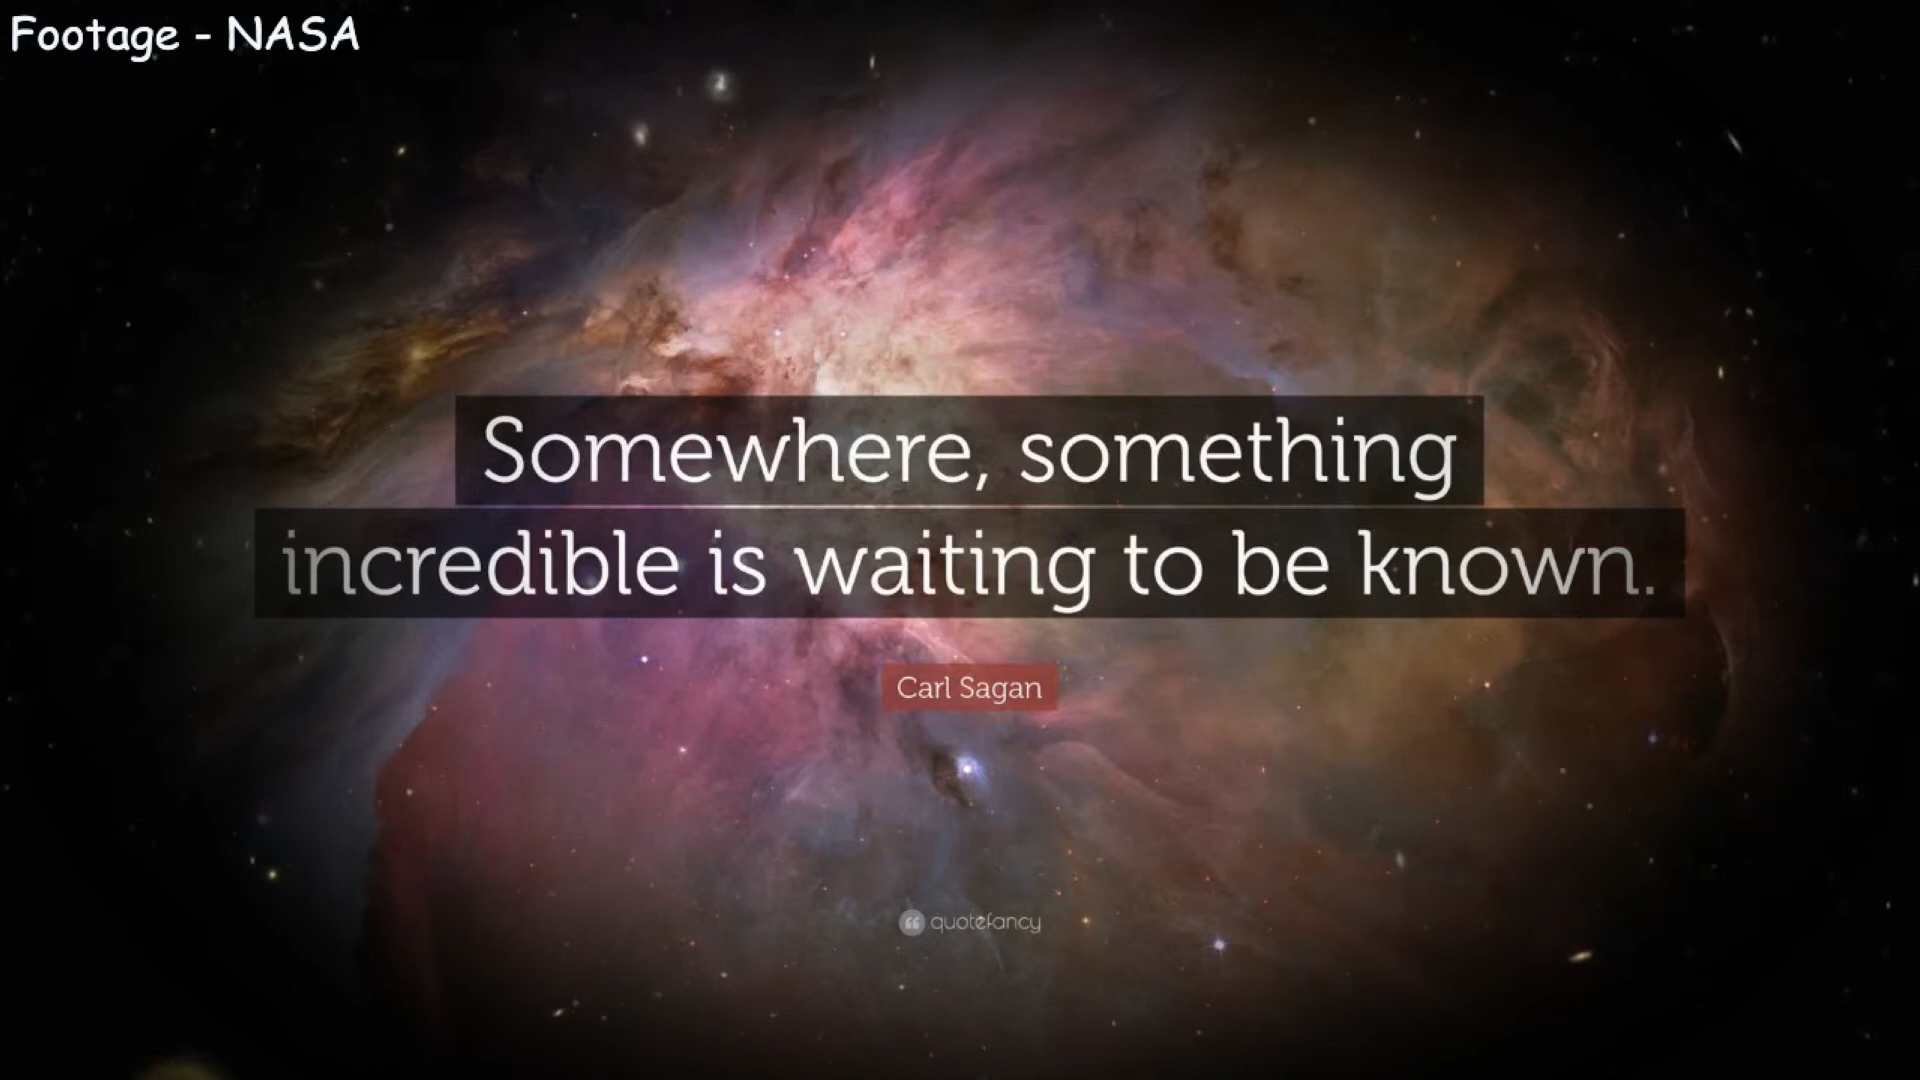 Footage - NASA
Somewhere, something
incredible is waiting to be known.
Carl Sagan
quotefancy